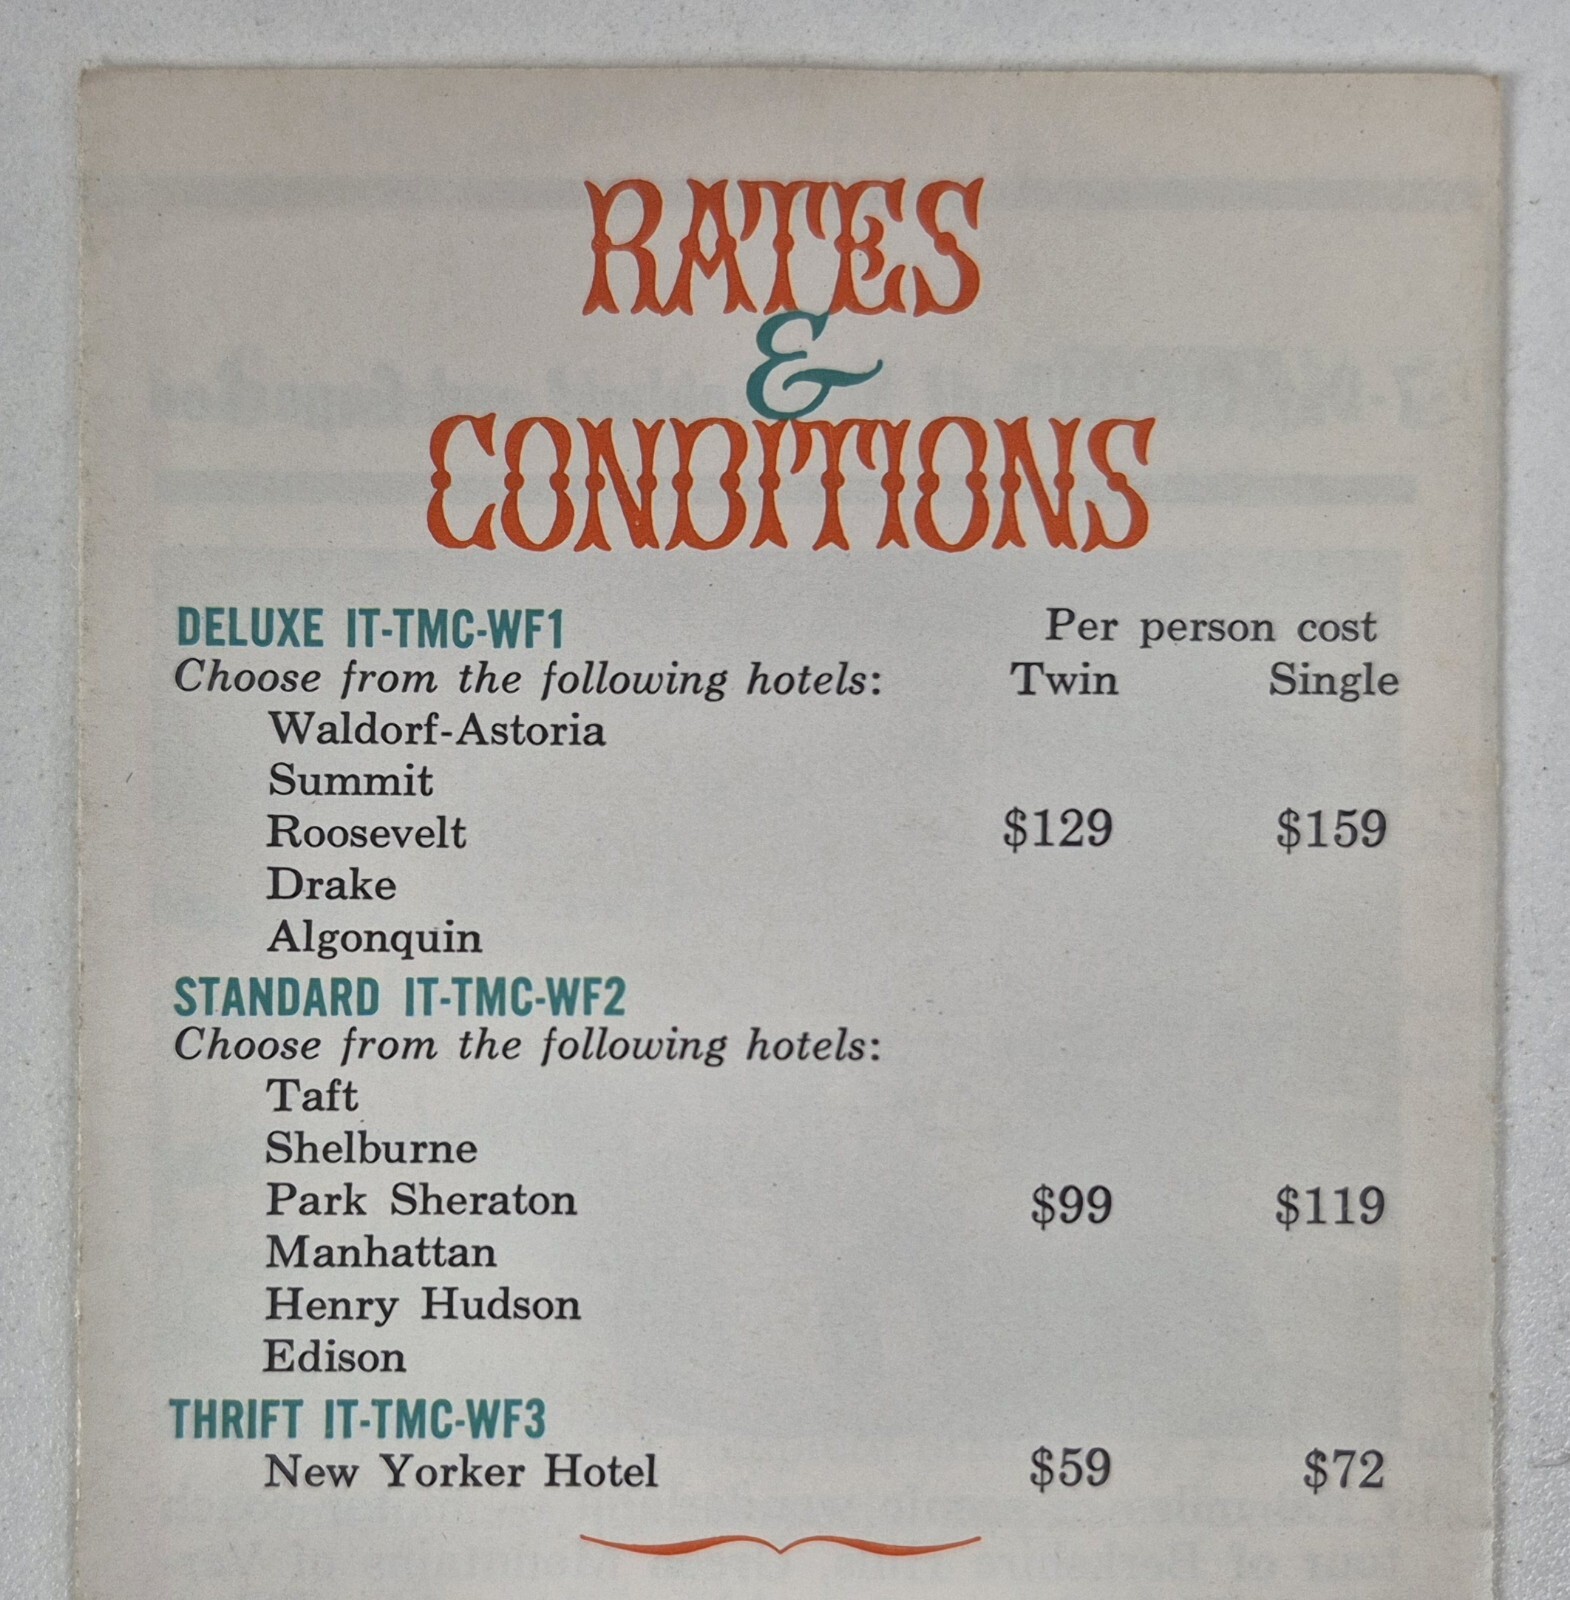 RATES
&
CONDITIONS
DELUXE IT-TMC-WF1 Per person cost
Choose from the following hotels: Twin Single
Waldorf-Astoria
Summit
Roosevelt $129 $159
Drake
Algonquin
STANDARD IT-TMC-WF2
Choose from the following hotels:
Taft
Shelburne
Park Sheraton $99 $119
Manhattan
Henry Hudson
Edison
THRIFT IT-TMC-WF3
New Yorker Hotel $59 $72